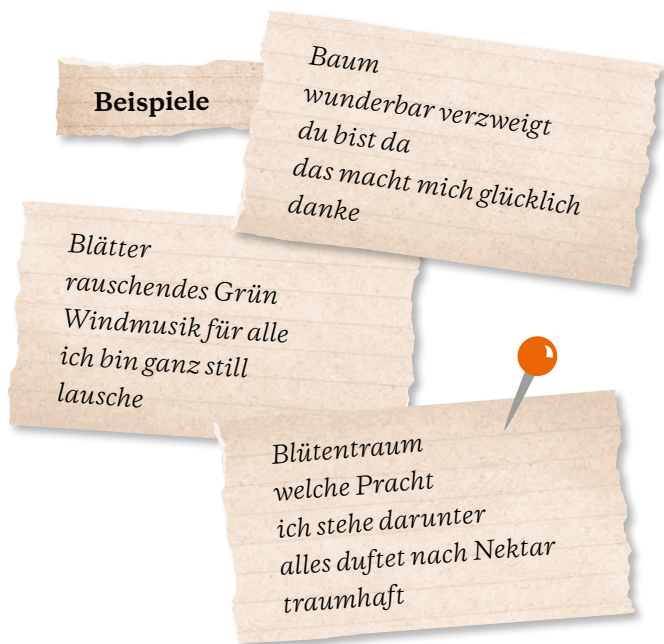 Beispiele
Baum
wunderbar verzweigt
du bist da
das macht mich glücklich
danke
Blätter
rauschendes Grün
Windmusik für alle
ich bin ganz still
lausche
Blütentraum
welche Pracht
ich stehe darunter
alles duftet nach Nektar
traumhaft